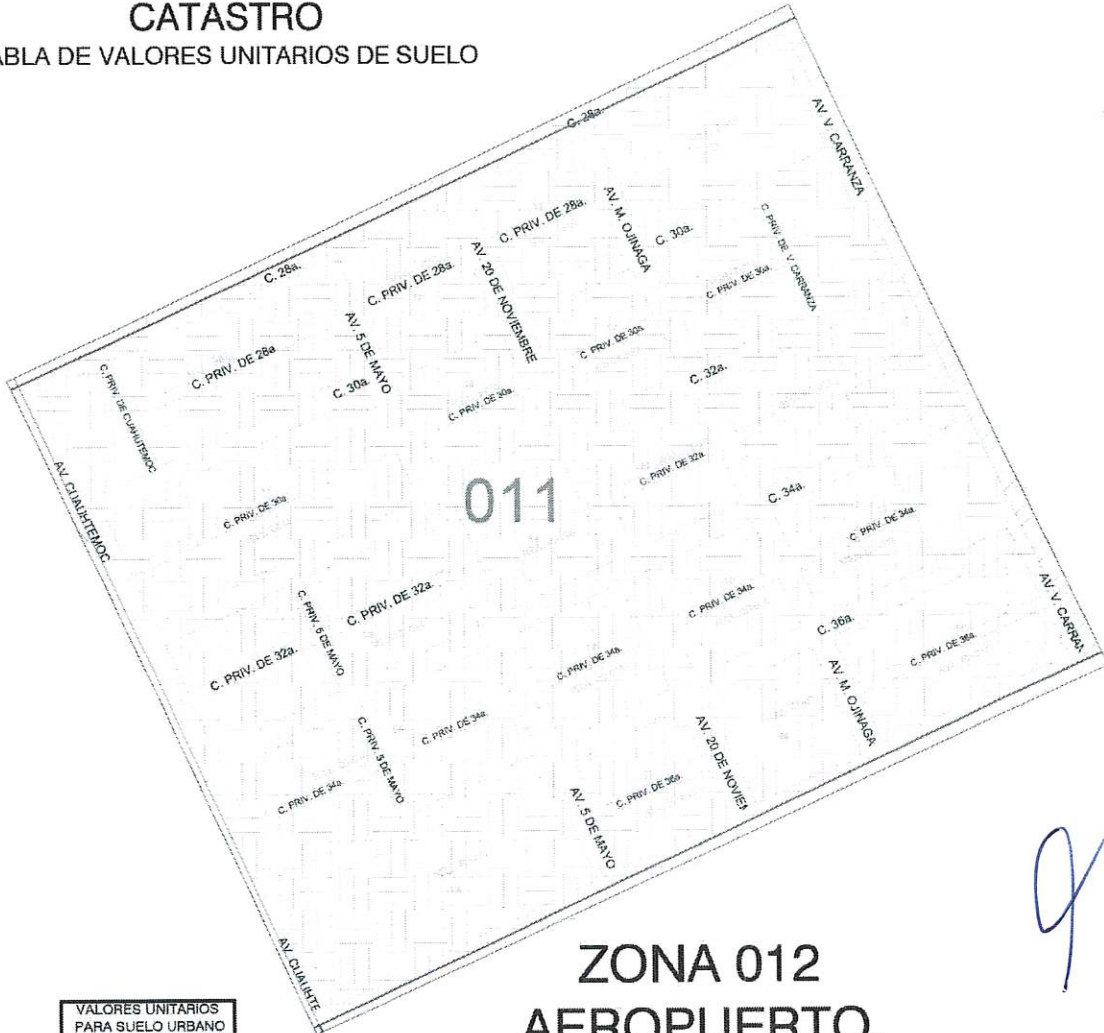 CATASTRO
ABLA DE VALORES UNITARIOS DE SUELO
C. 28a.
AV. V. CARRANZA
C. PRIV. DE 28a.
AV. M. OJINAGA
C. 30a.
C. PRIV. DE V CARRANZA
C. 28a.
C. PRIV. DE 28a.
AV. 20 DE NOVIEMBRE
C. PRIV. DE 30a.
C. PRIV. DE 30a.
AV. 5 DE MAYO
C. PRIV. DE 28a
C. PRIV. DE CUAHUTEMOC
C. 30a.
C. PRIV. DE 30a.
C. 32a.
AV. CUAUHTEMOC
C. PRIV. DE 30a
011
C. PRIV. DE 32a.
C. 34a.
C. PRIV. DE 34a.
C. PRIV. 5 DE MAYO
C. PRIV. DE 32a.
C. PRIV. DE 34a.
C. 36a.
AV. V. CARRAN
C. PRIV. DE 32a.
C. PRIV. DE 34a.
C. PRIV. DE 36a.
AV. M. OJINAGA
C. PRIV. 5 DE MAYO
C. PRIV. DE 34a.
AV. 20 DE NOVIEM
C. PRIV. DE 34a.
AV. 5 DE MAYO
C. PRIV. DE 36a.
AV. CUAUHTE
ZONA 012
AEROPUERTO
VALORES UNITARIOS
PARA SUELO URBANO